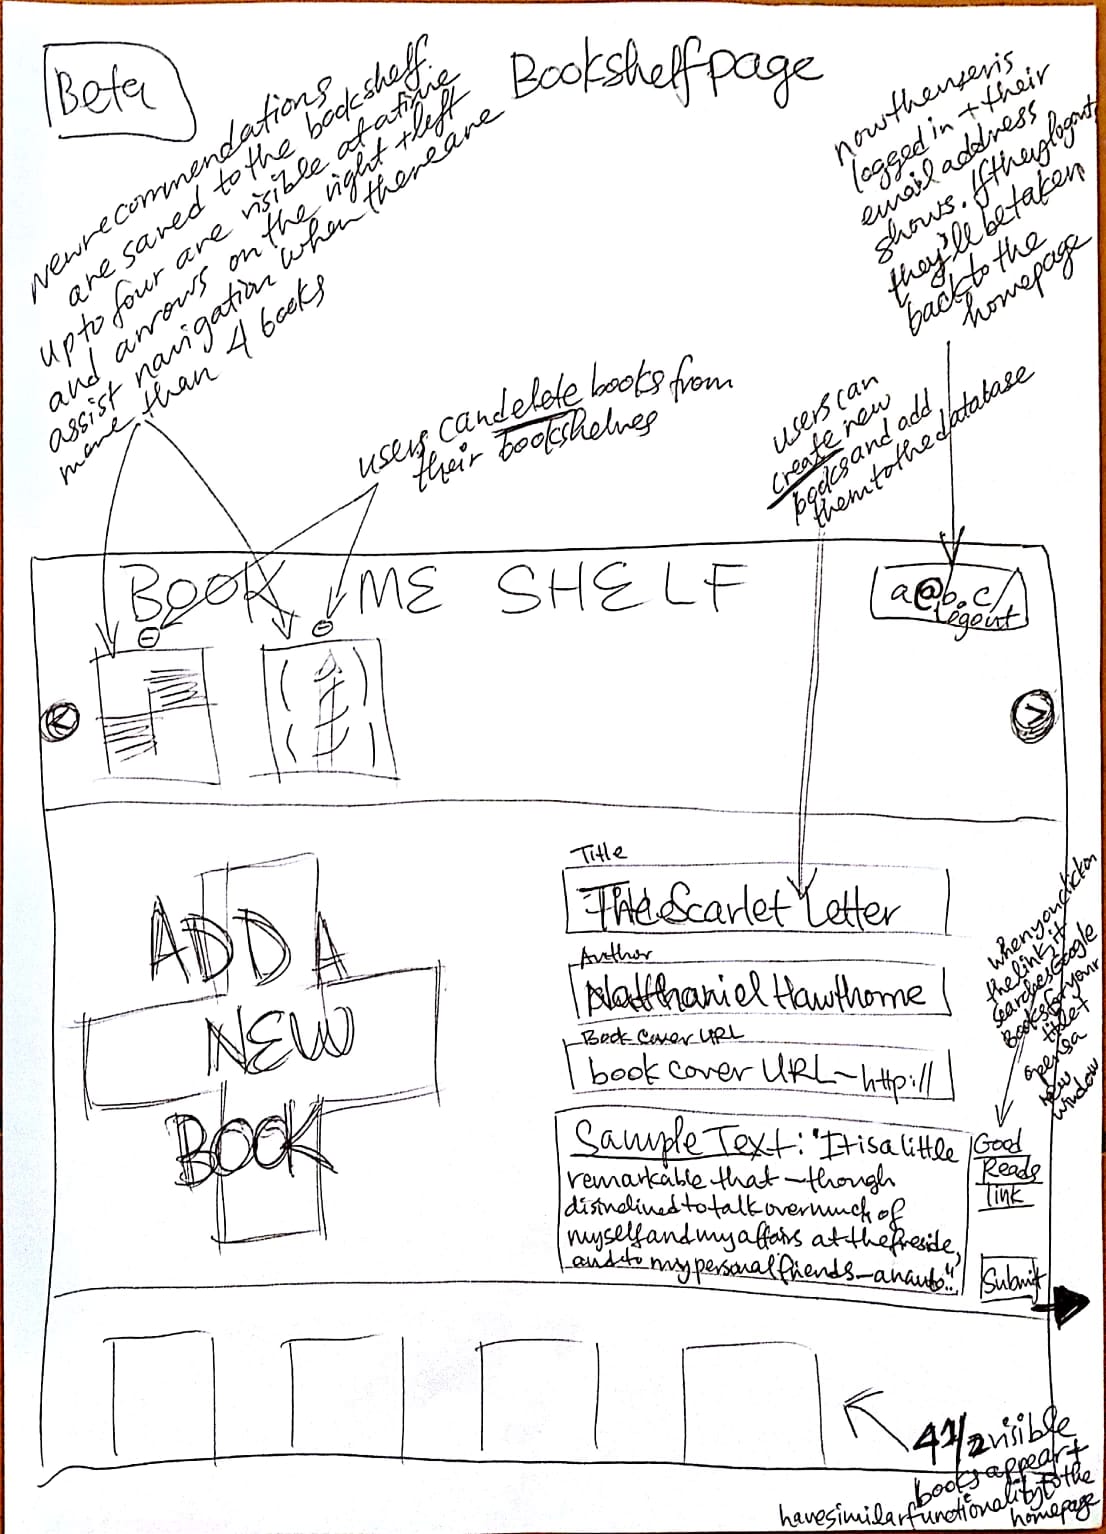 Beta
Bookshelf page
New recommendations
are saved to the bookshelf.
up to four are visible at a time
and arrows on the right + left
assist navigation when there are
more than 4 books
now the user is
logged in + their
email address
shows. If they logout,
they'll be taken
back to the
homepage
users can delete books from
their bookshelves
users can
create new
books and add
them to the database
BOOK ME SHELF
a@b.c/
Logout
<
>
ADD A
NEW
BOOK
Title
The Scarlet Letter
Author
Nathaniel Hawthorne
Book Cover URL
book cover URL - http://
Sample Text: "It is a little
remarkable that - though
disinclined to talk overmuch of
myself and my affairs at the fireside,
and to my personal friends - an auto."
when you click on
the link it
searches Google
Books for your
title +
opens a
new
window
Good
Reads
link
Submit
4 1/2 visible
books appear +
have similar functionality to the
homepage